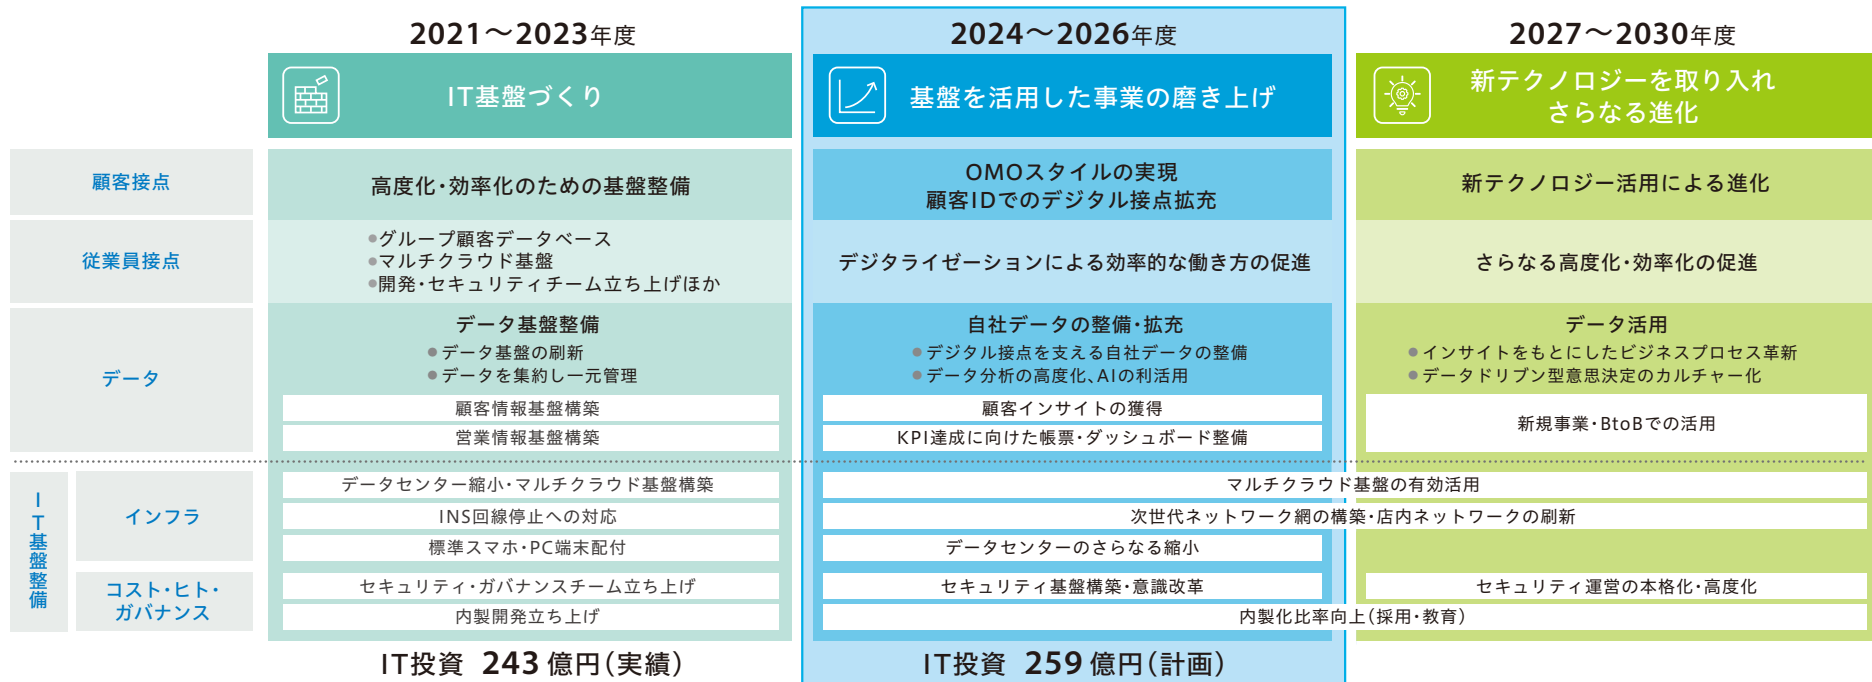 2021〜2023年度
2024〜2026年度
2027〜2030年度
IT基盤づくり
基盤を活用した事業の磨き上げ
新テクノロジーを取り入れ
さらなる進化
顧客接点
高度化・効率化のための基盤整備
OMOスタイルの実現
顧客IDでのデジタル接点拡充
新テクノロジー活用による進化
従業員接点
●グループ顧客データベース
●マルチクラウド基盤
●開発・セキュリティチーム立ち上げほか
デジタライゼーションによる効率的な働き方の促進
さらなる高度化・効率化の促進
データ
データ基盤整備
●データ基盤の刷新
●データを集約し一元管理
顧客情報基盤構築
営業情報基盤構築
自社データの整備・拡充
●デジタル接点を支える自社データの整備
●データ分析の高度化、AIの利活用
顧客インサイトの獲得
KPI達成に向けた帳票・ダッシュボード整備
データ活用
●インサイトをもとにしたビジネスプロセス革新
●データドリブン型意思決定のカルチャー化
新規事業・BtoBでの活用
IT基盤整備
インフラ
データセンター縮小・マルチクラウド基盤構築
マルチクラウド基盤の有効活用
INS回線停止への対応
次世代ネットワーク網の構築・店内ネットワークの刷新
標準スマホ・PC端末配付
データセンターのさらなる縮小
コスト・ヒト・
ガバナンス
セキュリティ・ガバナンスチーム立ち上げ
セキュリティ基盤構築・意識改革
セキュリティ運営の本格化・高度化
内製開発立ち上げ
内製化比率向上（採用・教育）
IT投資 243億円（実績）
IT投資 259億円（計画）